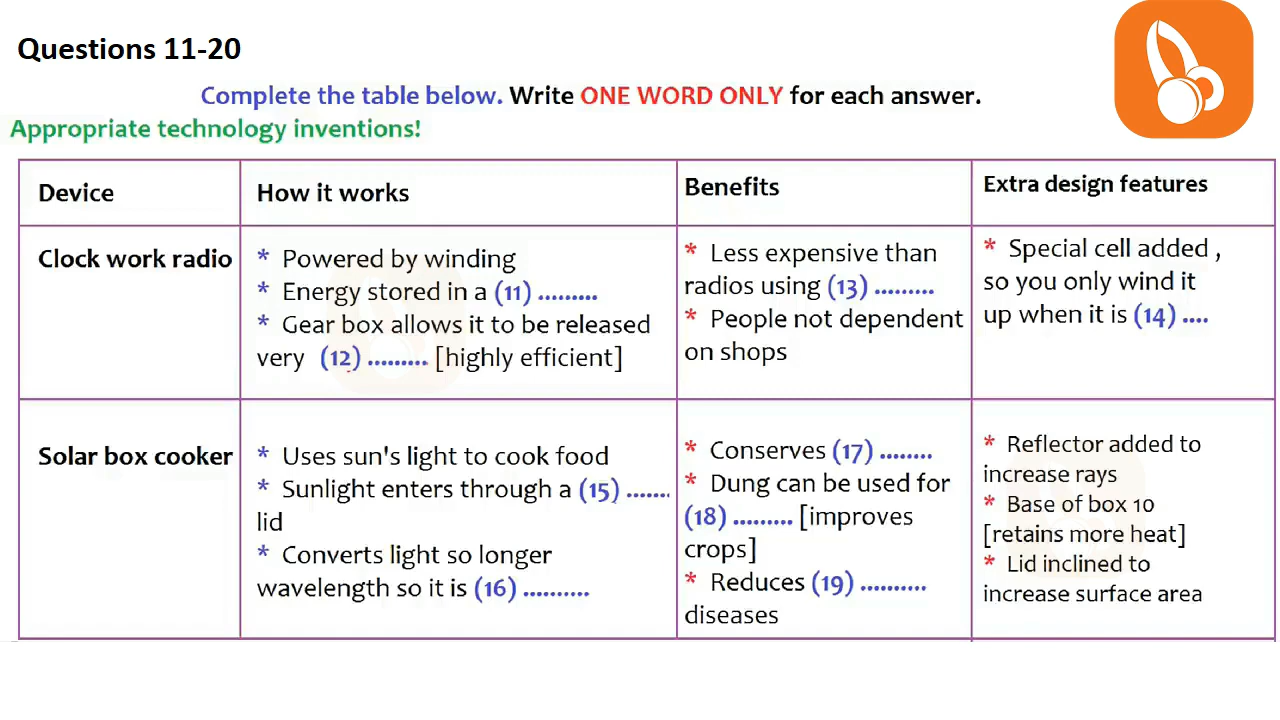 Questions 11-20
Complete the table below. Write ONE WORD ONLY for each answer.
Appropriate technology inventions!
Device
How it works
Benefits
Extra design features
Clock work radio
* Powered by winding
* Energy stored in a (11) .........
* Gear box allows it to be released
very (12) ......... [highly efficient]
* Less expensive than
radios using (13) .........
* People not dependent
on shops
* Special cell added ,
so you only wind it
up when it is (14) ....
Solar box cooker
* Uses sun's light to cook food
* Sunlight enters through a (15) .......
lid
* Converts light so longer
wavelength so it is (16) ..........
* Conserves (17) ........
* Dung can be used for
(18) ......... [improves
crops]
* Reduces (19) ..........
diseases
* Reflector added to
increase rays
* Base of box 10
[retains more heat]
* Lid inclined to
increase surface area